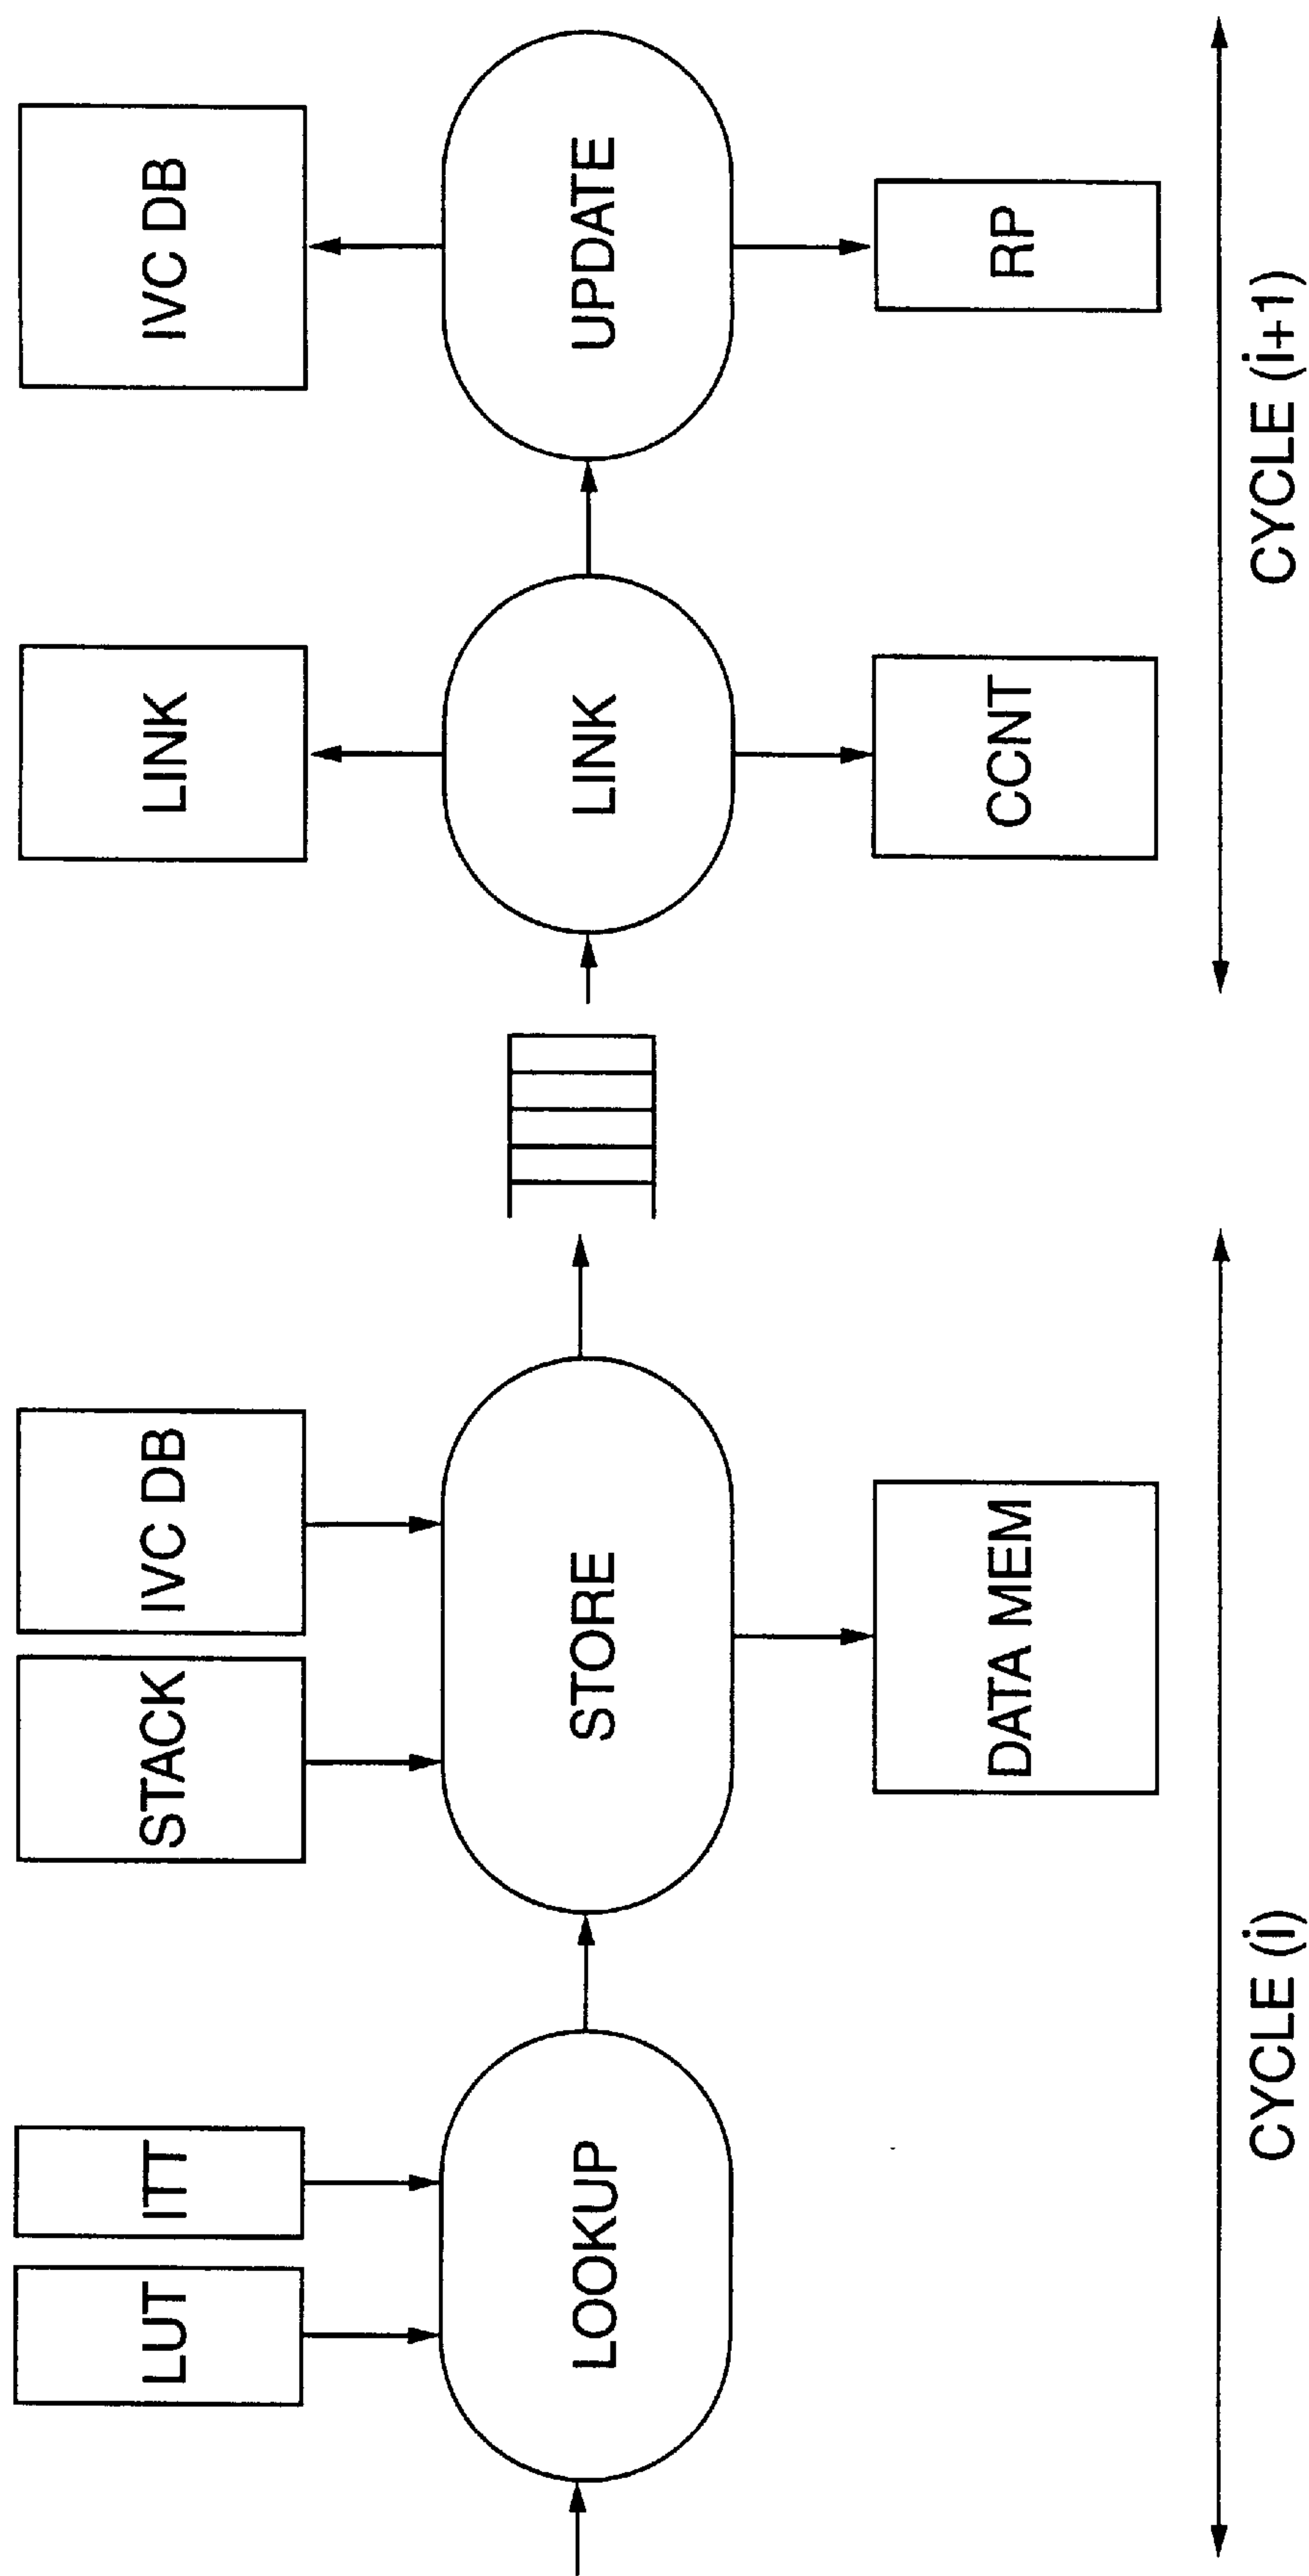 LUT
ITT
STACK
IVC DB
LINK
IVC DB
LOOKUP
STORE
LINK
UPDATE
DATA MEM
CCNT
RP
CYCLE (i)
CYCLE (i+1)